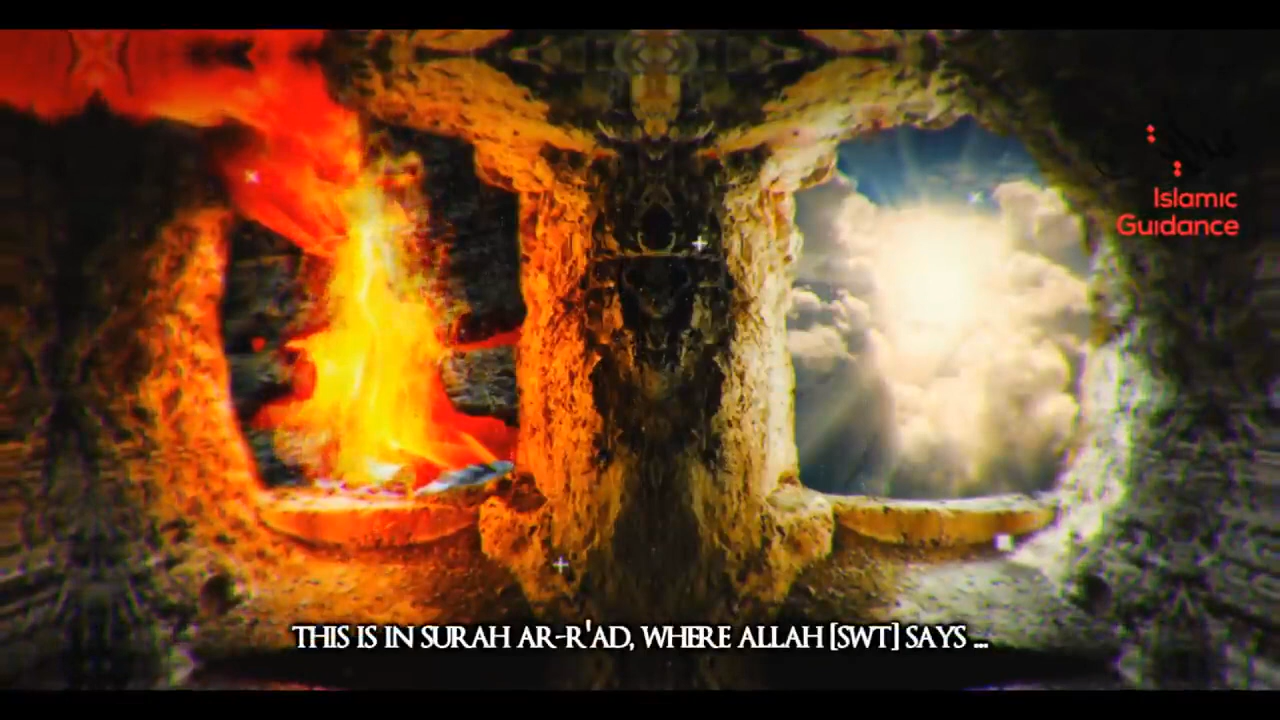 Islamic
Guidance
THIS IS IN SURAH AR-R'AD, WHERE ALLAH [SWT] SAYS ...